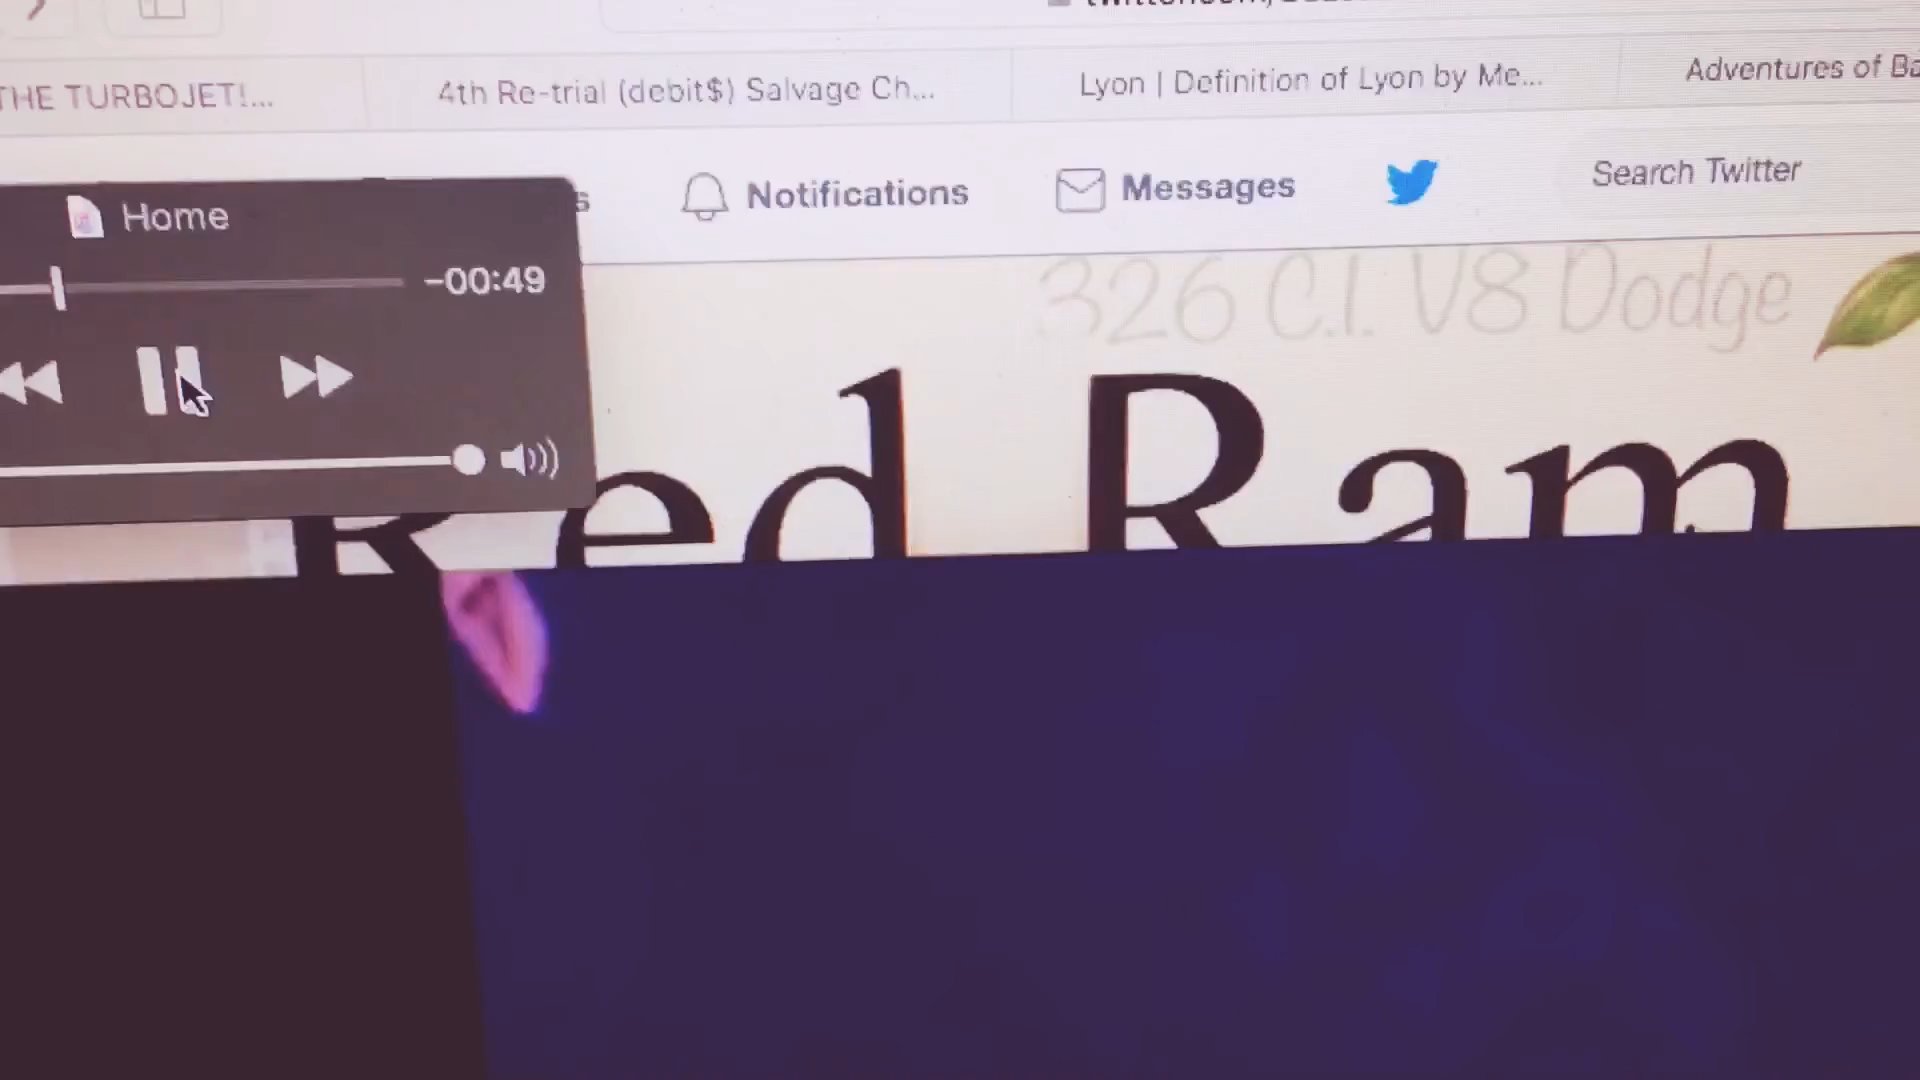 THE TURBOJET!...
4th Re-trial (debit$) Salvage Ch...
Lyon | Definition of Lyon by Me...
Adventures of Ba
s
Notifications
Messages
Search Twitter
Home
-00:49
326 C.I. V8 Dodge
Red Ram